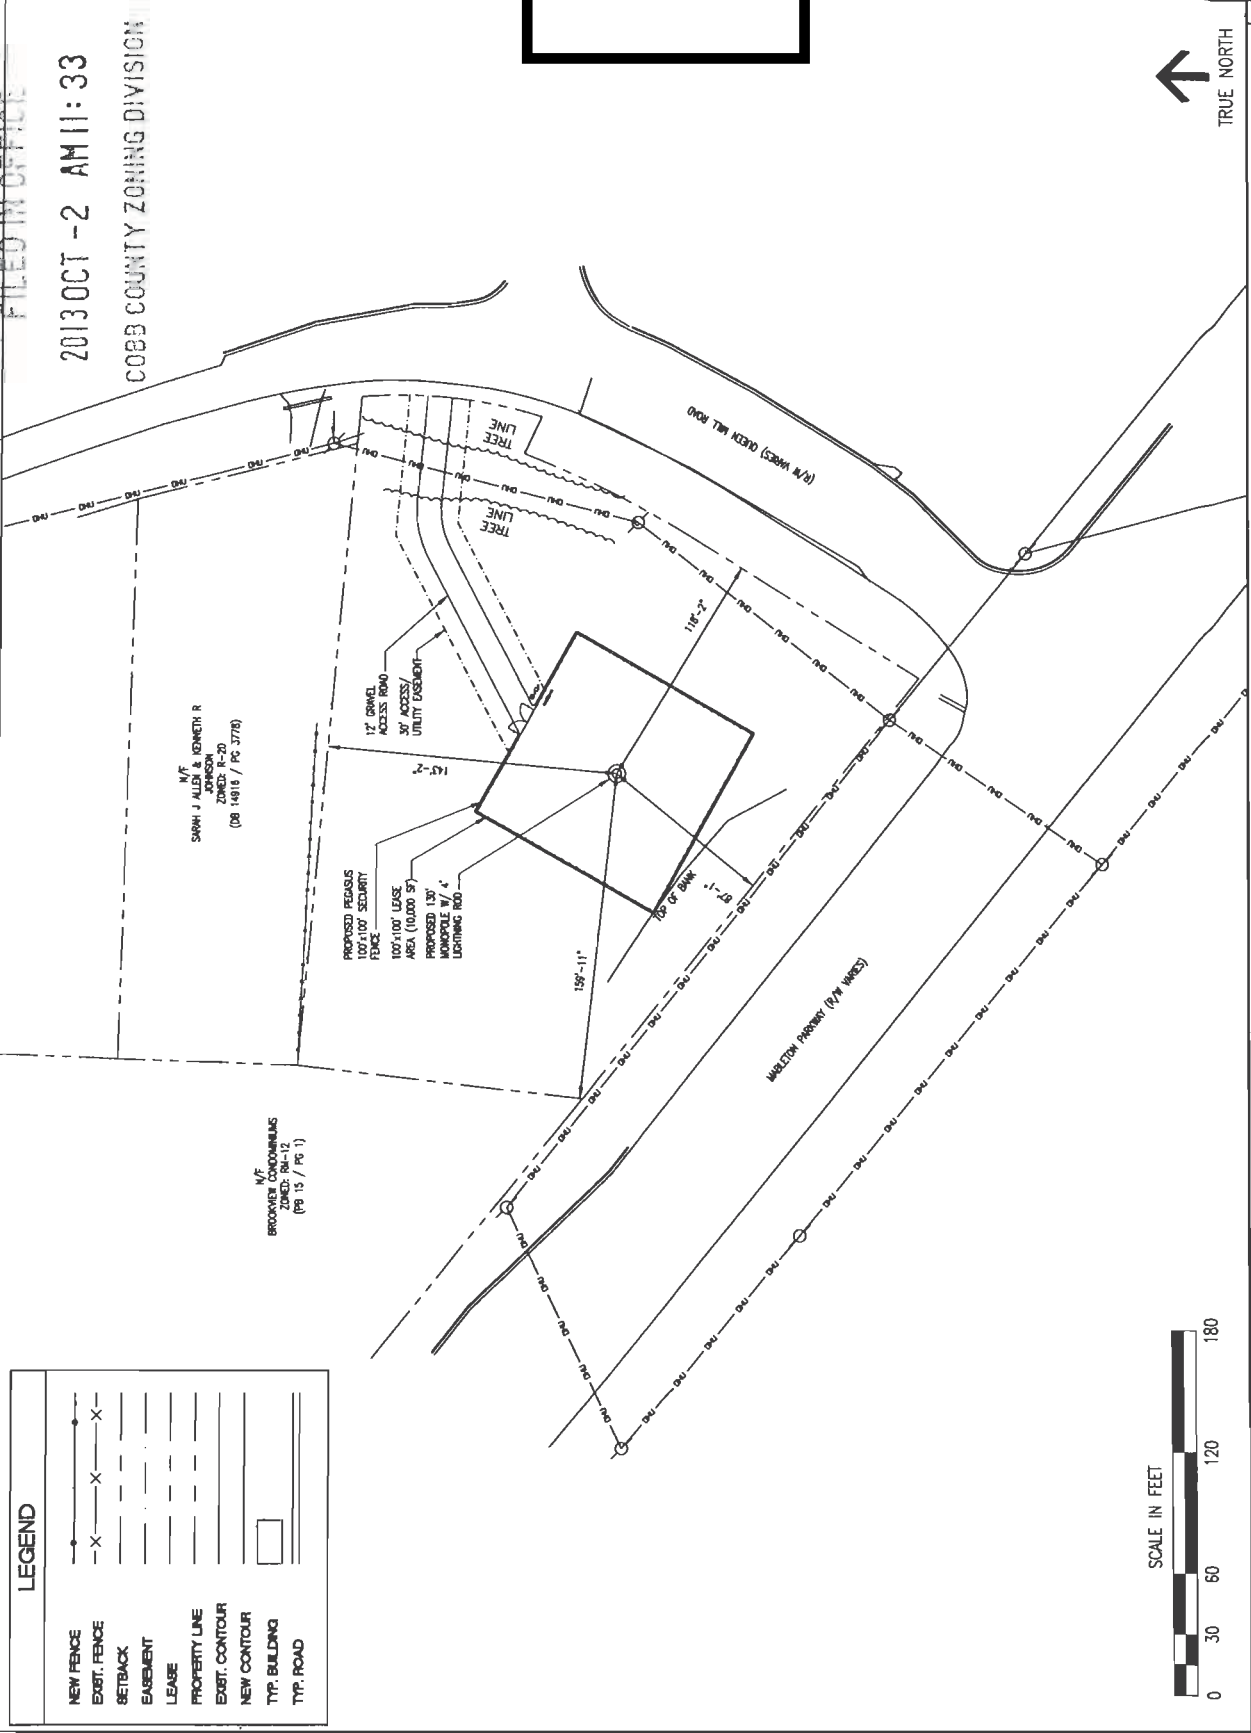 2013 OCT -2 AM 11:33
COBB COUNTY ZONING DIVISION
TRUE NORTH
N/F
SARAH J ALLEN & KENNETH R
JOHNSON
ZONED: R-20
(DB 14916 / PG 3778)
N/F
BROOKVIEW CONDOMINIUMS
ZONED: RM-12
(PB 15 / PG 1)
12' GRAVEL
ACCESS ROAD
30' ACCESS/
UTILITY EASEMENT
PROPOSED PEGASUS
100'x100' SECURITY
FENCE
100'x100' LEASE
AREA (10,000 SF)
PROPOSED 130'
MONOPOLE W/ 4'
LIGHTNING ROD
TREE
LINE
TREE
LINE
(R/W VARIES) QUEEN MILL ROAD
118'-2"
143'-2"
159'-11"
87'-1"
TOP OF BANK
MABLETON PARKWAY (R/W VARIES)
LEGEND
NEW FENCE
EXIST. FENCE
SETBACK
EASEMENT
LEASE
PROPERTY LINE
EXIST. CONTOUR
NEW CONTOUR
TYP. BUILDING
TYP. ROAD
SCALE IN FEET
0 30 60 120 180